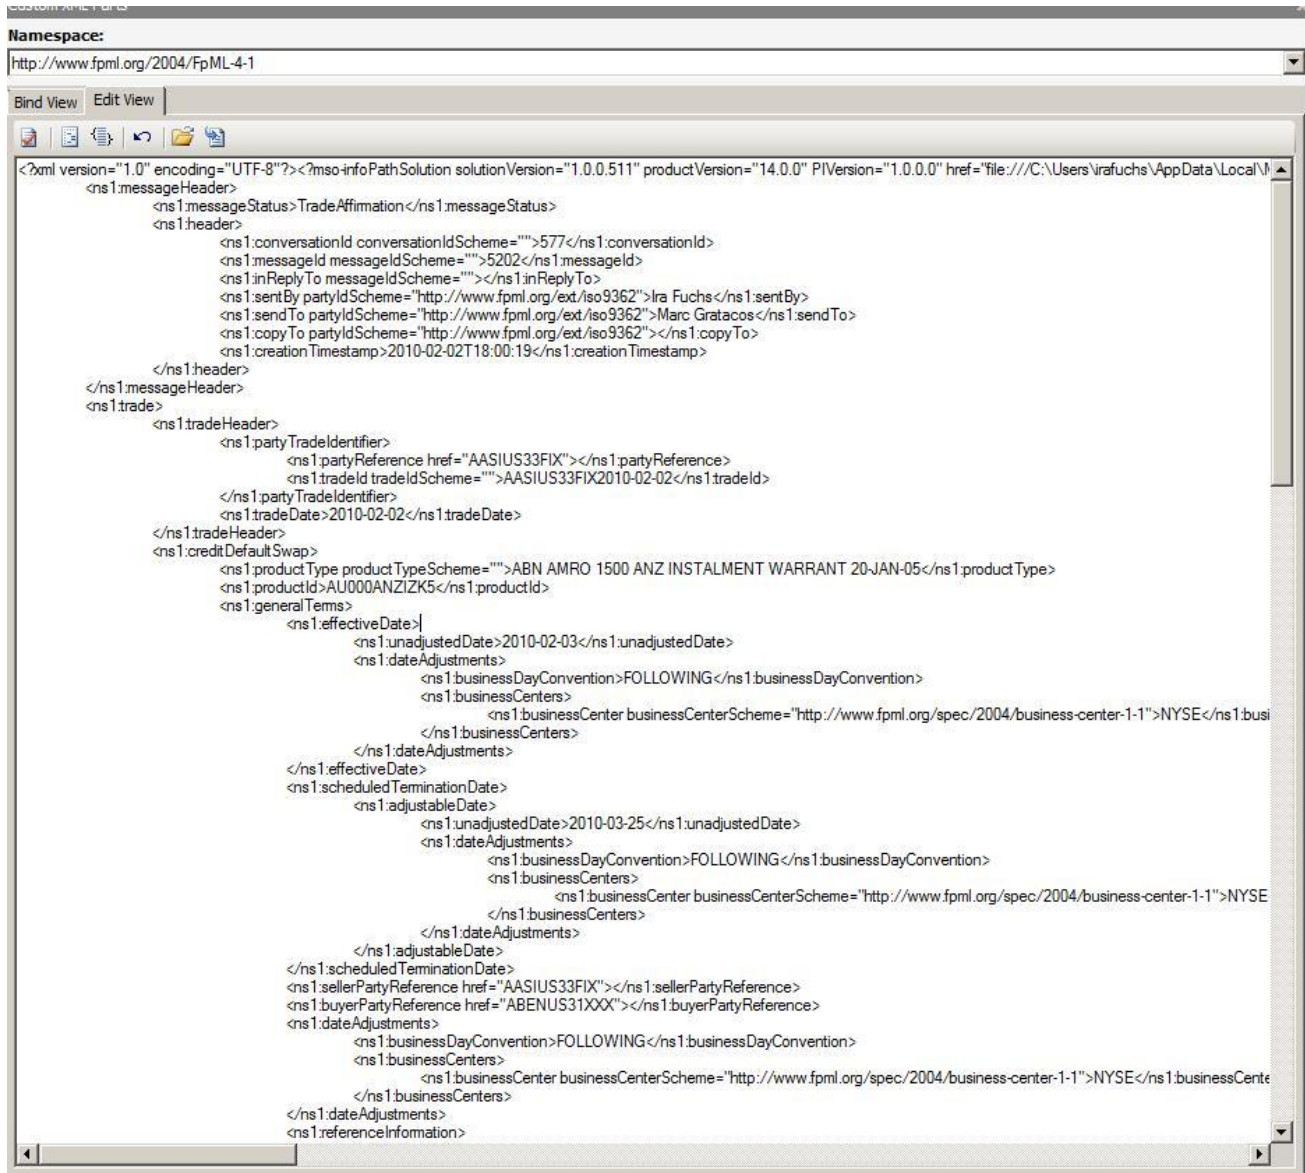 Custom XML Parts
Namespace:
http://www.fpml.org/2004/FpML-4-1
Bind View Edit View
<?xml version="1.0" encoding="UTF-8"?><?mso-infoPathSolution solutionVersion="1.0.0.511" productVersion="14.0.0" PIVersion="1.0.0.0" href="file:///C:\Users\irafuchs\AppData\Local\
<ns1:messageHeader>
<ns1:messageStatus>TradeAffirmation</ns1:messageStatus>
<ns1:header>
<ns1:conversationId conversationIdScheme="">577</ns1:conversationId>
<ns1:messageId messageIdScheme="">5202</ns1:messageId>
<ns1:inReplyTo messageIdScheme=""></ns1:inReplyTo>
<ns1:sentBy partyIdScheme="http://www.fpml.org/ext/iso9362">Ira Fuchs</ns1:sentBy>
<ns1:sendTo partyIdScheme="http://www.fpml.org/ext/iso9362">Marc Gratacos</ns1:sendTo>
<ns1:copyTo partyIdScheme="http://www.fpml.org/ext/iso9362"></ns1:copyTo>
<ns1:creationTimestamp>2010-02-02T18:00:19</ns1:creationTimestamp>
</ns1:header>
</ns1:messageHeader>
<ns1:trade>
<ns1:tradeHeader>
<ns1:partyTradeIdentifier>
<ns1:partyReference href="AASIUS33FIX"></ns1:partyReference>
<ns1:tradeId tradeIdScheme="">AASIUS33FIX2010-02-02</ns1:tradeId>
</ns1:partyTradeIdentifier>
<ns1:tradeDate>2010-02-02</ns1:tradeDate>
</ns1:tradeHeader>
<ns1:creditDefaultSwap>
<ns1:productType productTypeScheme="">ABN AMRO 1500 ANZ INSTALMENT WARRANT 20-JAN-05</ns1:productType>
<ns1:productId>AU000ANZIZK5</ns1:productId>
<ns1:generalTerms>
<ns1:effectiveDate>
<ns1:unadjustedDate>2010-02-03</ns1:unadjustedDate>
<ns1:dateAdjustments>
<ns1:businessDayConvention>FOLLOWING</ns1:businessDayConvention>
<ns1:businessCenters>
<ns1:businessCenter businessCenterScheme="http://www.fpml.org/spec/2004/business-center-1-1">NYSE</ns1:busi
</ns1:businessCenters>
</ns1:dateAdjustments>
</ns1:effectiveDate>
<ns1:scheduledTerminationDate>
<ns1:adjustableDate>
<ns1:unadjustedDate>2010-03-25</ns1:unadjustedDate>
<ns1:dateAdjustments>
<ns1:businessDayConvention>FOLLOWING</ns1:businessDayConvention>
<ns1:businessCenters>
<ns1:businessCenter businessCenterScheme="http://www.fpml.org/spec/2004/business-center-1-1">NYSE
</ns1:businessCenters>
</ns1:dateAdjustments>
</ns1:adjustableDate>
</ns1:scheduledTerminationDate>
<ns1:sellerPartyReference href="AASIUS33FIX"></ns1:sellerPartyReference>
<ns1:buyerPartyReference href="ABENUS31XXX"></ns1:buyerPartyReference>
<ns1:dateAdjustments>
<ns1:businessDayConvention>FOLLOWING</ns1:businessDayConvention>
<ns1:businessCenters>
<ns1:businessCenter businessCenterScheme="http://www.fpml.org/spec/2004/business-center-1-1">NYSE</ns1:businessCente
</ns1:businessCenters>
</ns1:dateAdjustments>
<ns1:referenceInformation>